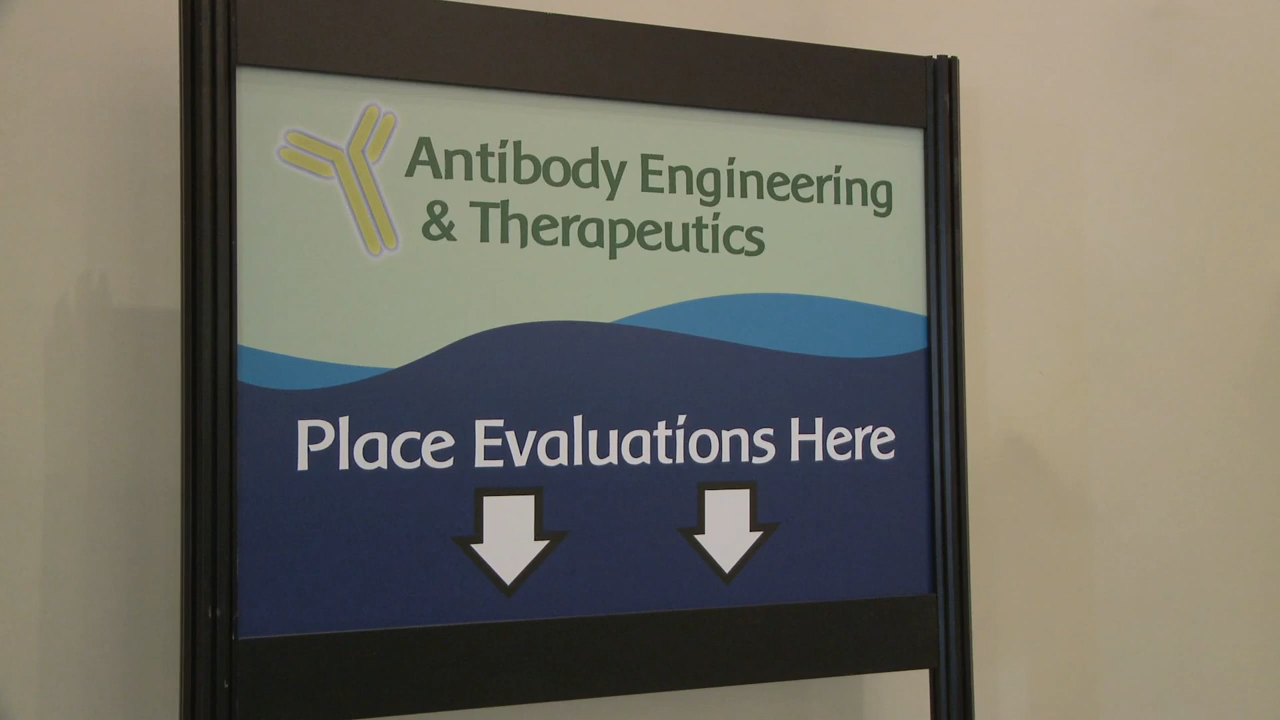 Antibody Engineering
& Therapeutics
Place Evaluations Here